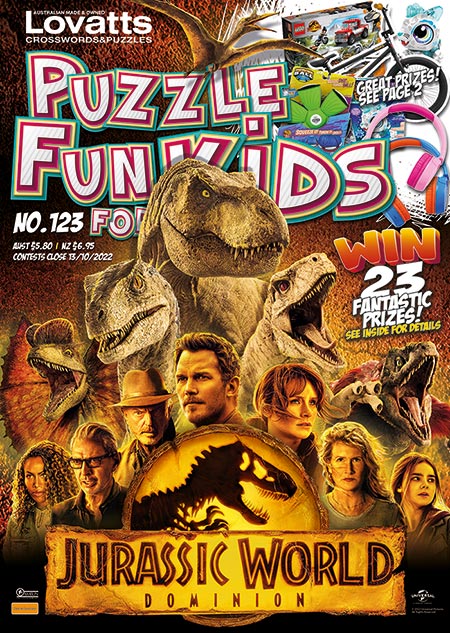 AUSTRALIAN MADE & OWNED
Lovatts
CROSSWORDS&PUZZLES
GREAT PRIZES!
SEE PAGE 2
PUZZLE
FUN KiDS
FO
NO. 123
AUST $5.80 | NZ $6.95
CONTESTS CLOSE 13/10/2022
WIN
23
FANTASTIC
PRIZES!
SEE INSIDE FOR DETAILS
JURASSIC WORLD
DOMINION
UNIVERSAL